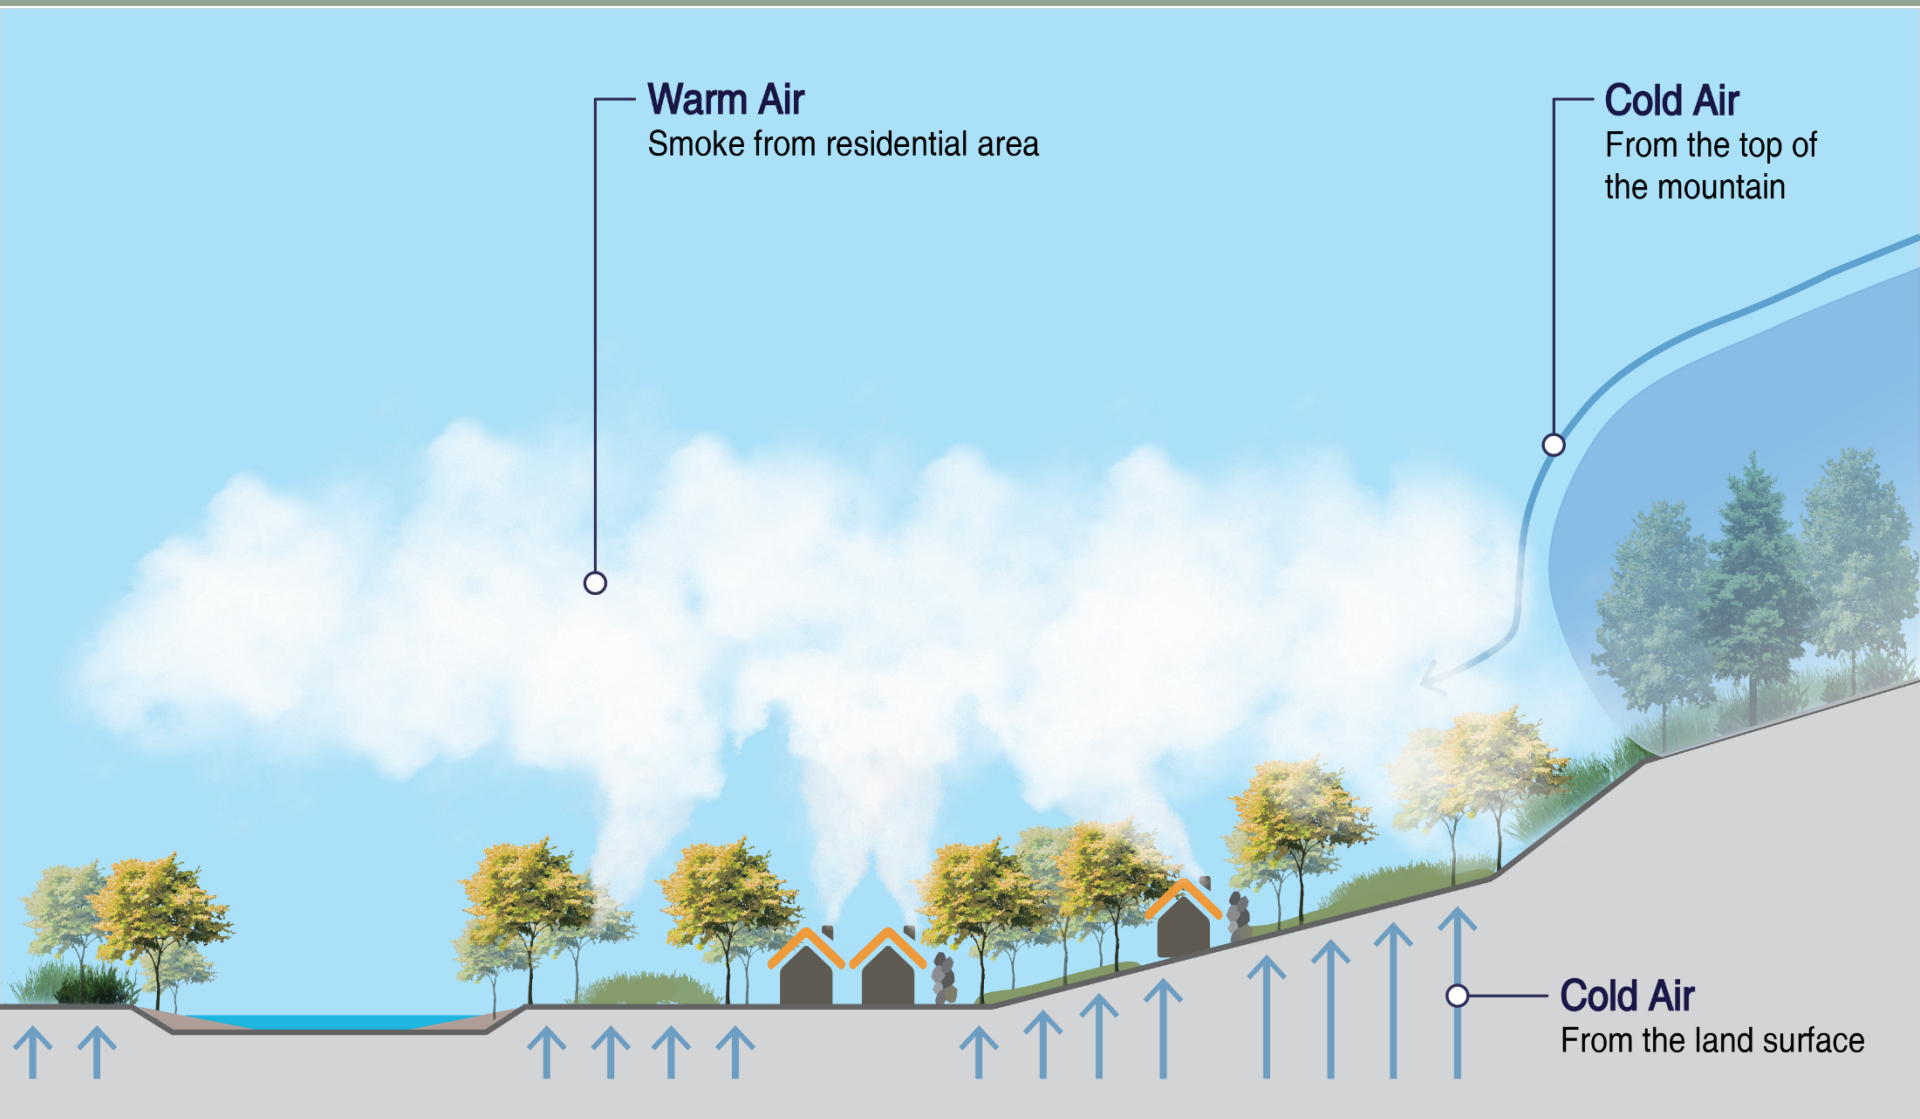 Warm Air
Smoke from residential area
Cold Air
From the top of
the mountain
Cold Air
From the land surface